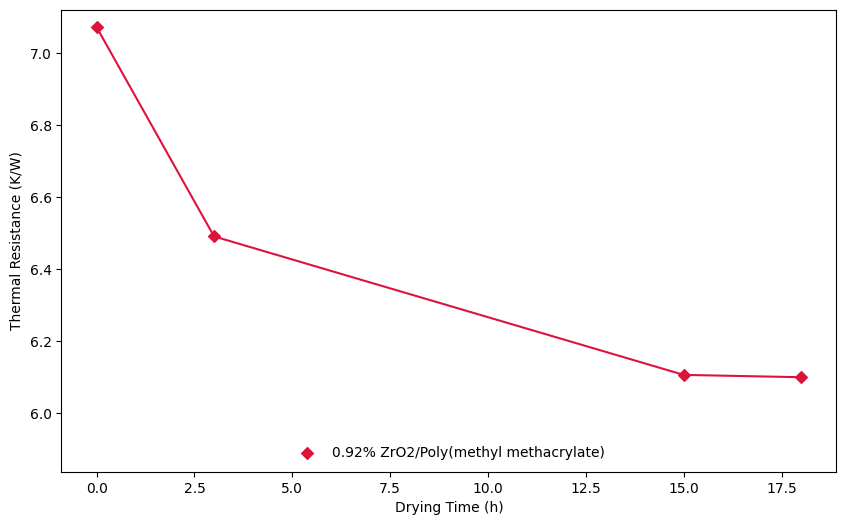 7.0
6.8
6.6
6.4
6.2
6.0
Thermal Resistance (K/W)
0.92% ZrO2/Poly(methyl methacrylate)
0.0 2.5 5.0 7.5 10.0 12.5 15.0 17.5
Drying Time (h)